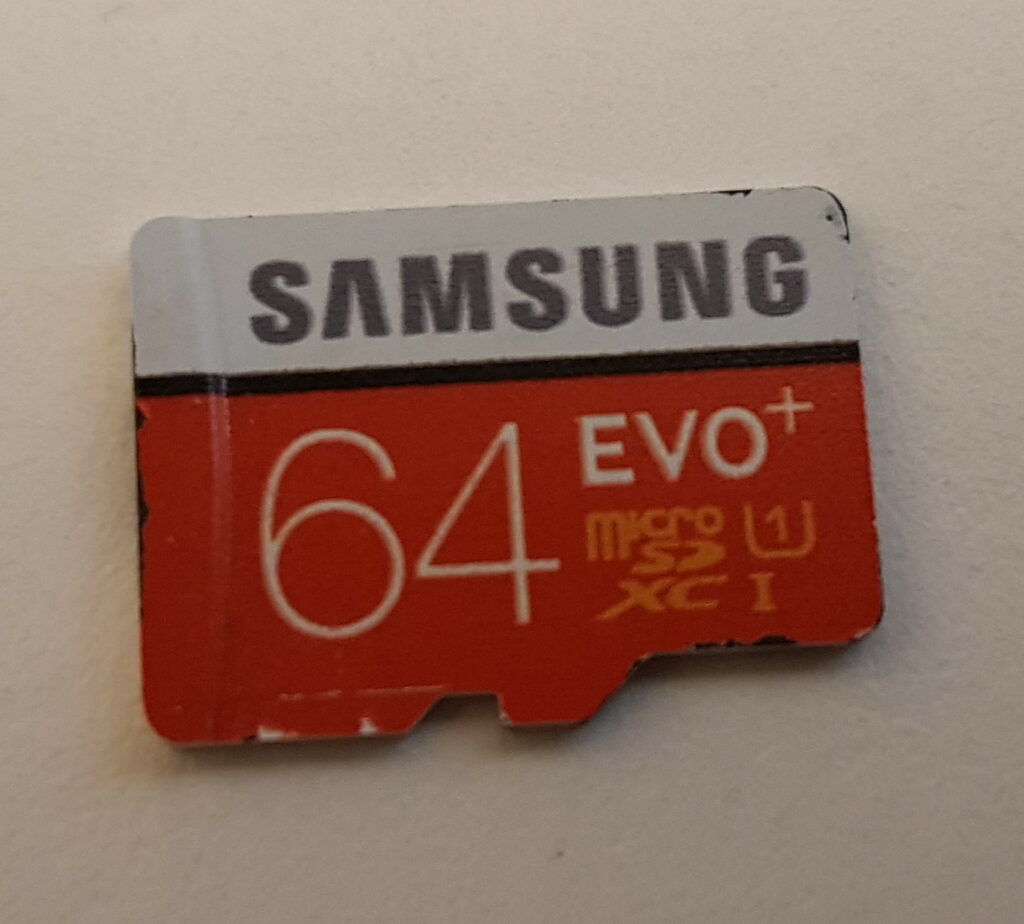 SAMSUNG
64 EVO+
micro SD XC I U1